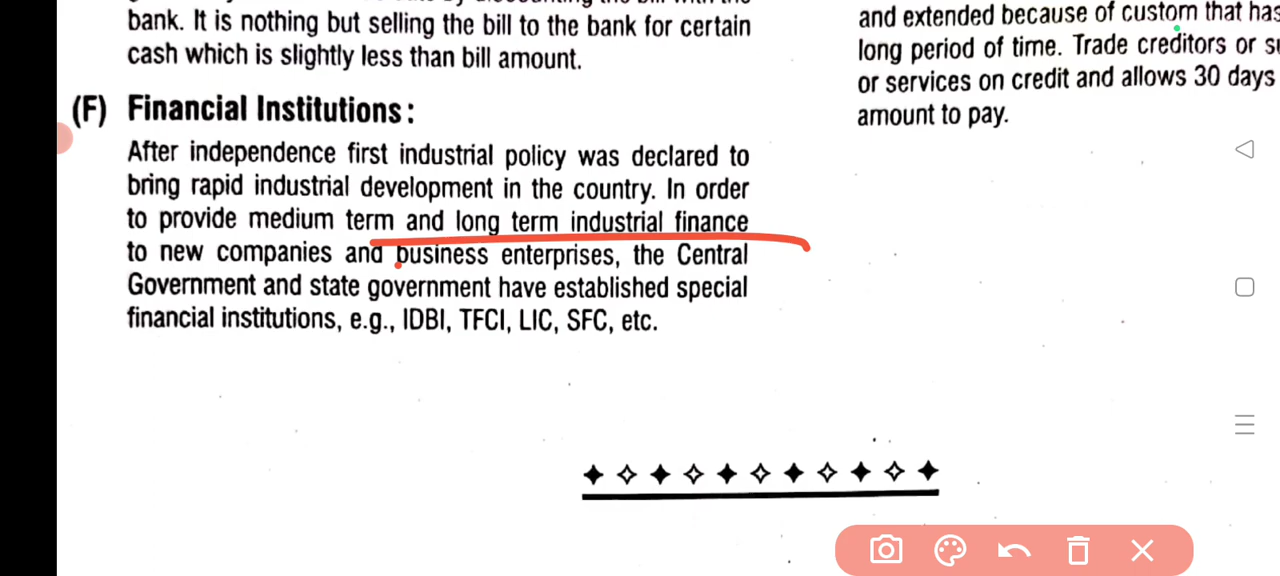 bank. It is nothing but selling the bill to the bank for certain
cash which is slightly less than bill amount.
(F) Financial Institutions :
After independence first industrial policy was declared to
bring rapid industrial development in the country. In order
to provide medium term and long term industrial finance
to new companies and business enterprises, the Central
Government and state government have established special
financial institutions, e.g., IDBI, TFCI, LIC, SFC, etc.
and extended because of custom that has
long period of time. Trade creditors or
or services on credit and allows 30 days
amount to pay.